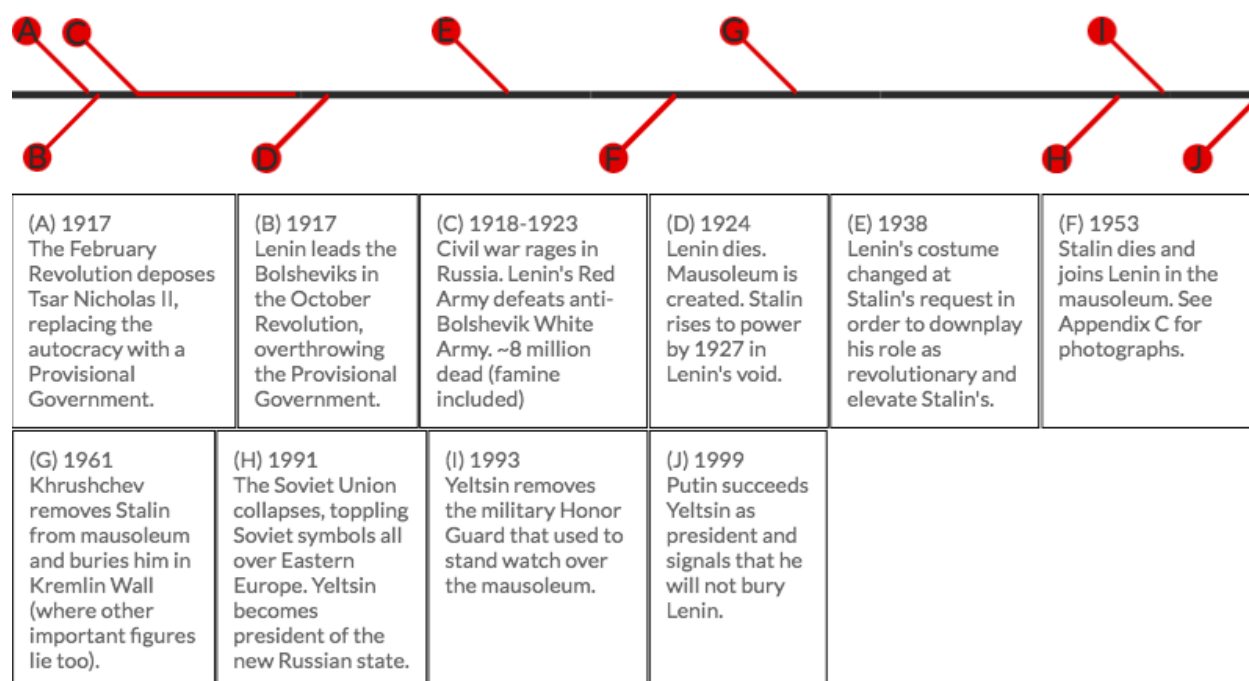 A
C
E
G
I
B
D
F
H
J
(A) 1917
The February
Revolution deposes
Tsar Nicholas II,
replacing the
autocracy with a
Provisional
Government.
(B) 1917
Lenin leads the
Bolsheviks in
the October
Revolution,
overthrowing
the Provisional
Government.
(C) 1918-1923
Civil war rages in
Russia. Lenin's Red
Army defeats anti-
Bolshevik White
Army. ~8 million
dead (famine
included)
(D) 1924
Lenin dies.
Mausoleum is
created. Stalin
rises to power
by 1927 in
Lenin's void.
(E) 1938
Lenin's costume
changed at
Stalin's request in
order to downplay
his role as
revolutionary and
elevate Stalin's.
(F) 1953
Stalin dies and
joins Lenin in the
mausoleum. See
Appendix C for
photographs.
(G) 1961
Khrushchev
removes Stalin
from mausoleum
and buries him in
Kremlin Wall
(where other
important figures
lie too).
(H) 1991
The Soviet Union
collapses, toppling
Soviet symbols all
over Eastern
Europe. Yeltsin
becomes
president of the
new Russian state.
(I) 1993
Yeltsin removes
the military Honor
Guard that used to
stand watch over
the mausoleum.
(J) 1999
Putin succeeds
Yeltsin as
president and
signals that he
will not bury
Lenin.